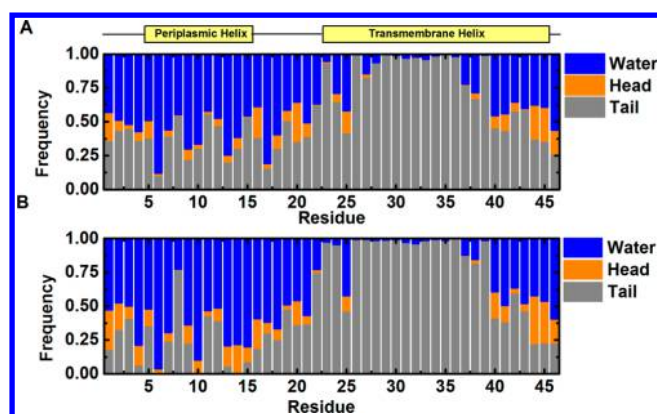 A
Periplasmic Helix
Transmembrane Helix
1.00
0.75
0.50
0.25
0.00
Frequency
5 10 15 20 25 30 35 40 45
Residue
Water
Head
Tail
B
1.00
0.75
0.50
0.25
0.00
Frequency
5 10 15 20 25 30 35 40 45
Residue
Water
Head
Tail